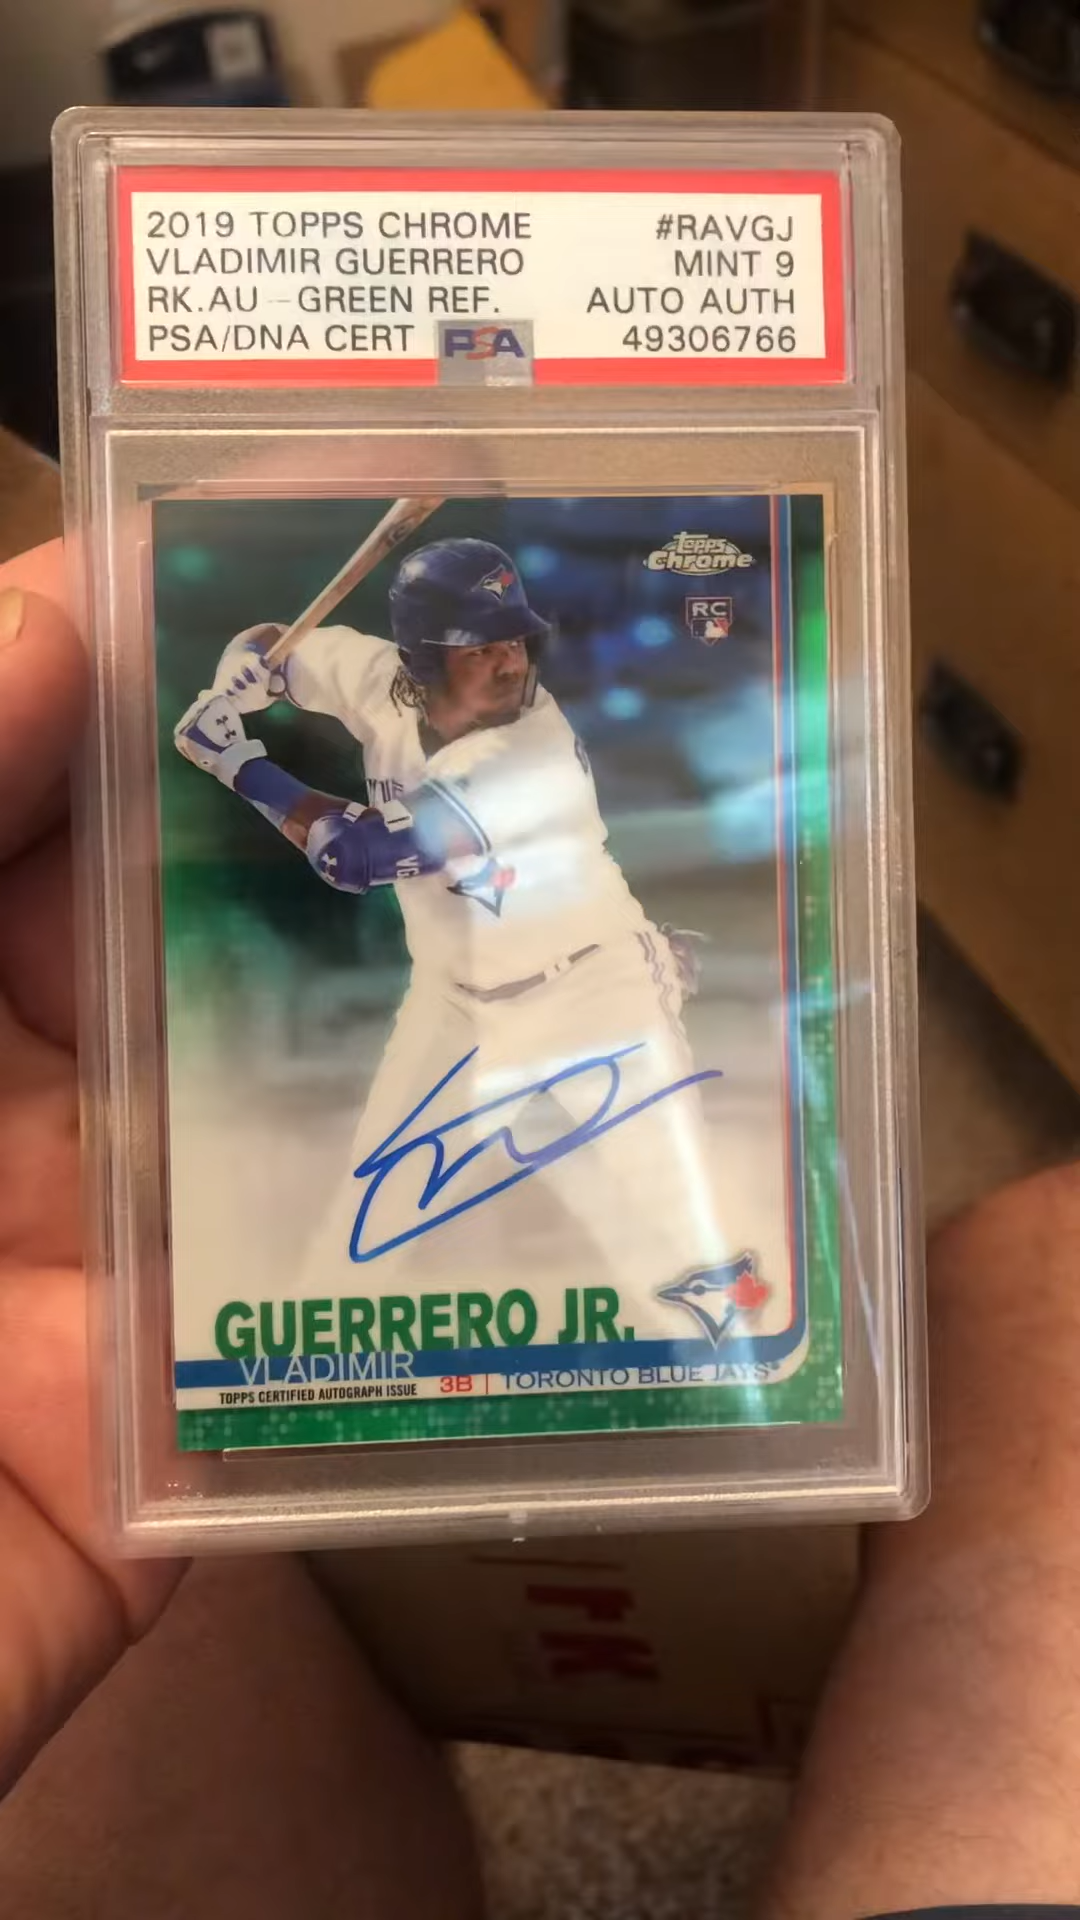 2019 TOPPS CHROME #RAVGJ
VLADIMIR GUERRERO MINT 9
RK.AU - GREEN REF. AUTO AUTH
PSA/DNA CERT PSA 49306766
Topps
Chrome
RC
VG
GUERRERO JR.
VLADIMIR
TOPPS CERTIFIED AUTOGRAPH ISSUE 3B | TORONTO BLUE JAYS